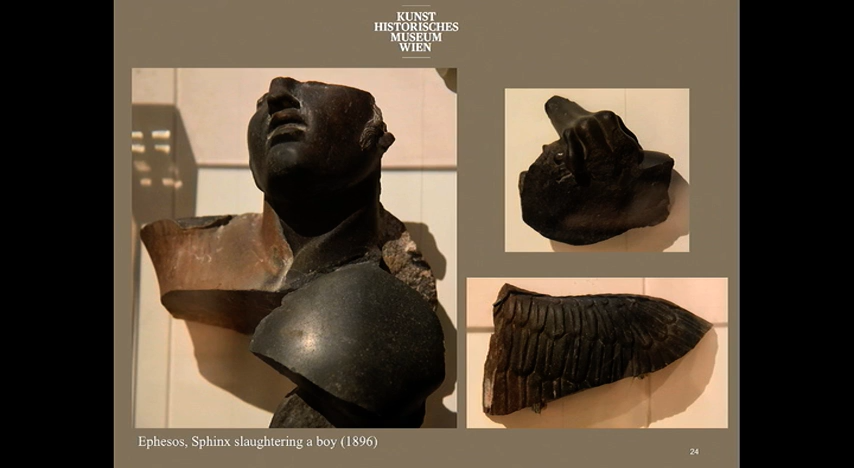 KUNST
HISTORISCHES
MUSEUM
WIEN
Ephesos, Sphinx slaughtering a boy (1896)
24